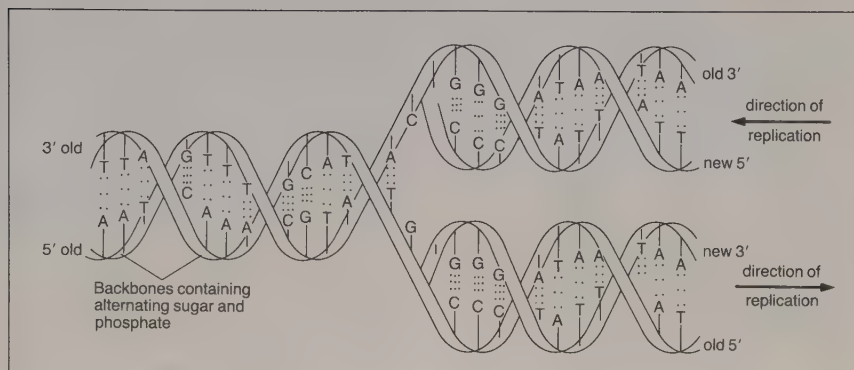 G G G A T A A T A A
old 3′
C C C T A T T A T T
direction of
replication
new 5′
3′ old
T T A G T T T G C A T A C
A A T C A A A C G T A T G
5′ old
Backbones containing
alternating sugar and
phosphate
G G G A T A A T A A
new 3′
C C C T A T T A T
direction of
replication
old 5′